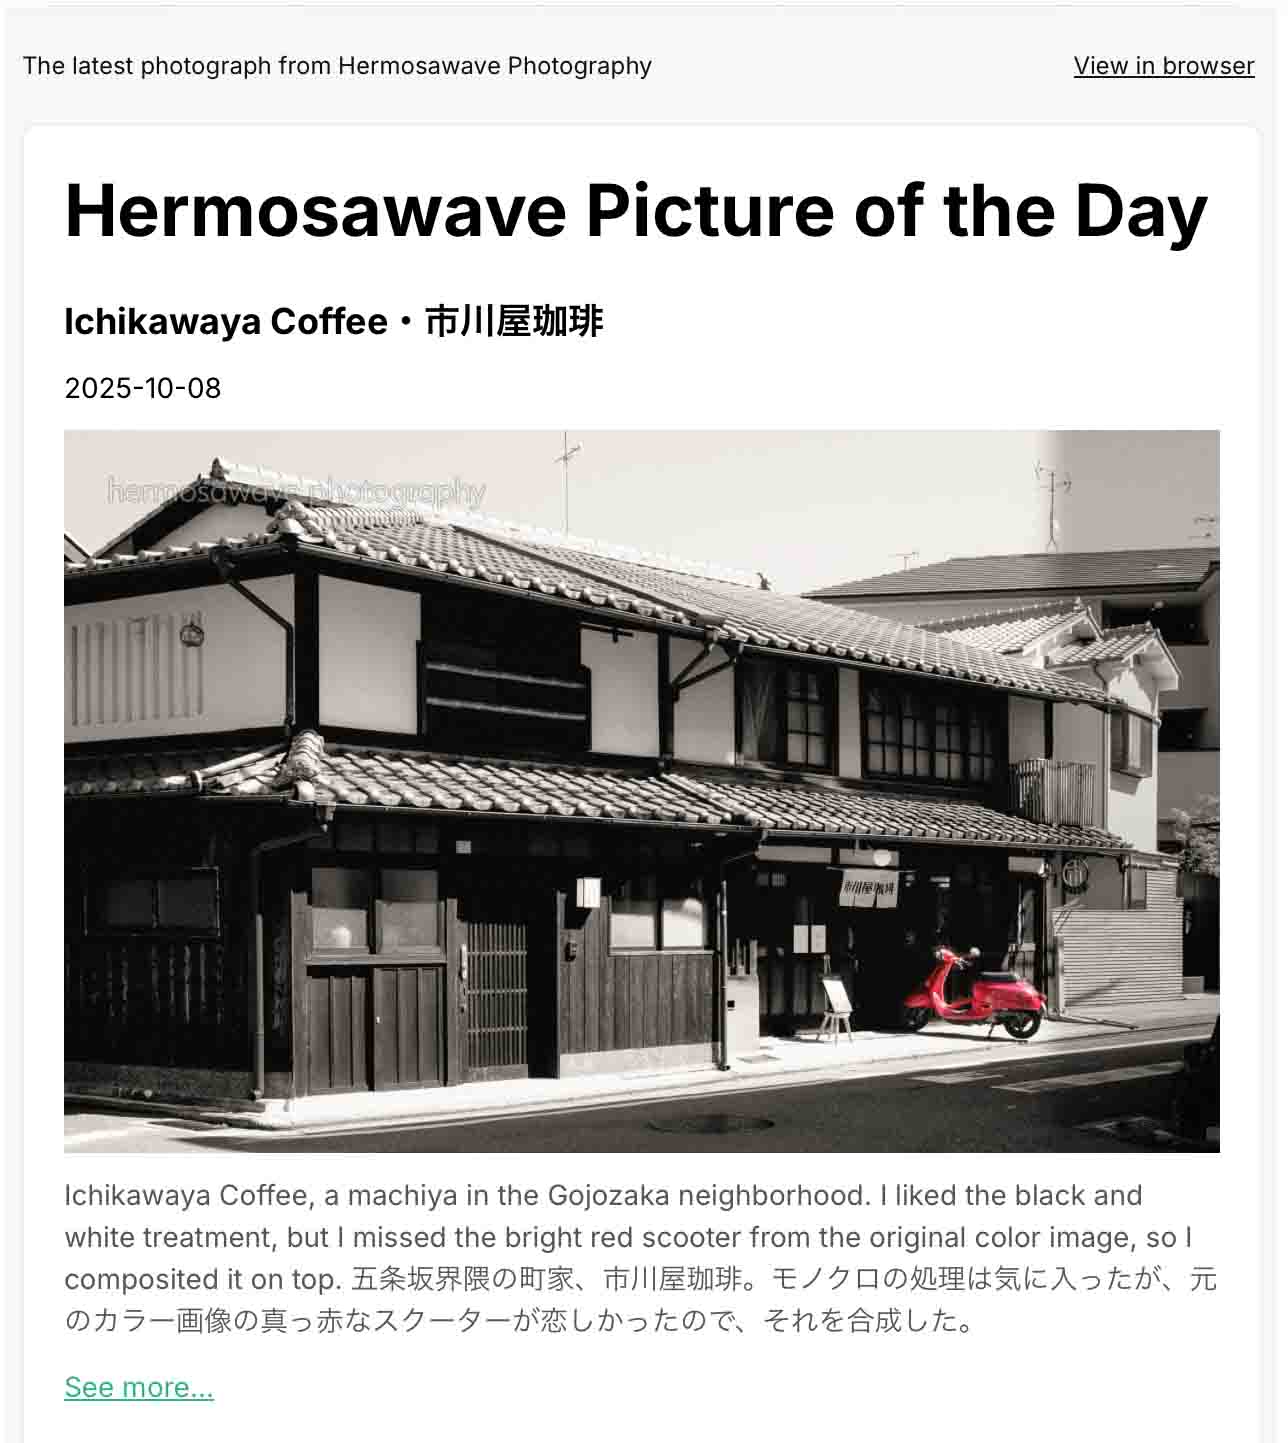 The latest photograph from Hermosawave Photography
View in browser
Hermosawave Picture of the Day
Ichikawaya Coffee・市川屋珈琲
2025-10-08
hermosawave photography
市川屋珈琲
Ichikawaya Coffee, a machiya in the Gojozaka neighborhood. I liked the black and
white treatment, but I missed the bright red scooter from the original color image, so I
composited it on top. 五条坂界隈の町家、市川屋珈琲。モノクロの処理は気に入ったが、元
のカラー画像の真っ赤なスクーターが恋しかったので、それを合成した。
See more...